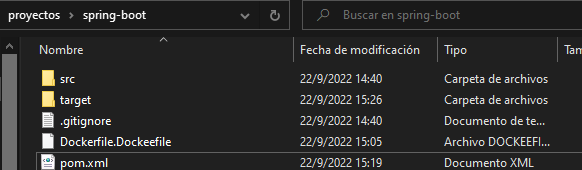 proyectos > spring-boot
Buscar en spring-boot
Nombre Fecha de modificación Tipo Tam
src 22/9/2022 14:40 Carpeta de archivos
target 22/9/2022 15:26 Carpeta de archivos
.gitignore 22/9/2022 14:40 Documento de te...
Dockerfile.Dockeefile 22/9/2022 15:05 Archivo DOCKEEFI...
pom.xml 22/9/2022 15:19 Documento XML